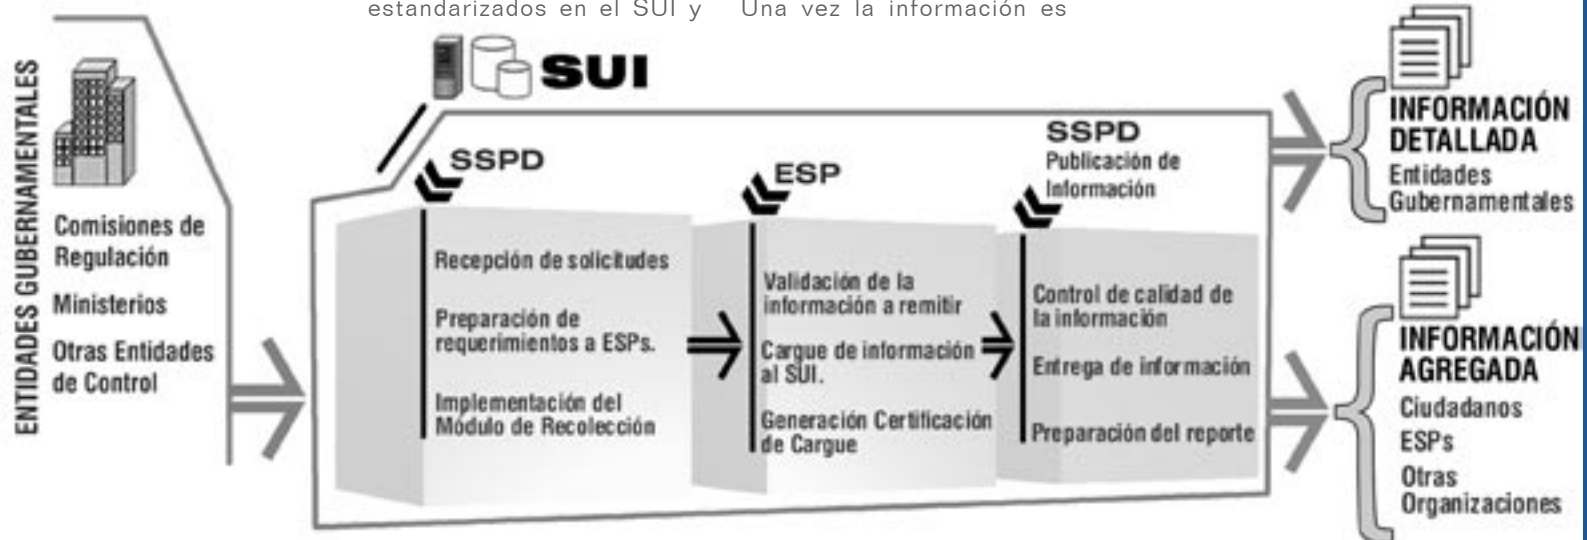 estandarizados en el SUI y
Una vez la información es
ENTIDADES GUBERNAMENTALES
Comisiones de
Regulación
Ministerios
Otras Entidades
de Control
SUI
SSPD
Recepción de solicitudes
Preparación de
requerimientos a ESPs.
Implementación del
Módulo de Recolección
ESP
Validación de la
información a remitir
Cargue de información
al SUI.
Generación Certificación
de Cargue
SSPD
Publicación de
Información
Control de calidad de
la información
Entrega de información
Preparación del reporte
INFORMACIÓN
DETALLADA
Entidades
Gubernamentales
INFORMACIÓN
AGREGADA
Ciudadanos
ESPs
Otras
Organizaciones